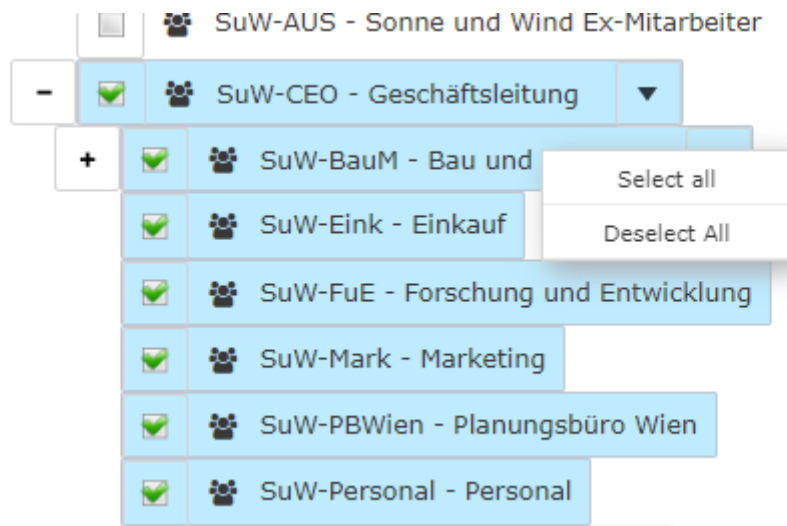 SuW-AUS - Sonne und Wind Ex-Mitarbeiter
SuW-CEO - Geschäftsleitung
SuW-BauM - Bau und
Select all
SuW-Eink - Einkauf
Deselect All
SuW-FuE - Forschung und Entwicklung
SuW-Mark - Marketing
SuW-PBWien - Planungsbüro Wien
SuW-Personal - Personal